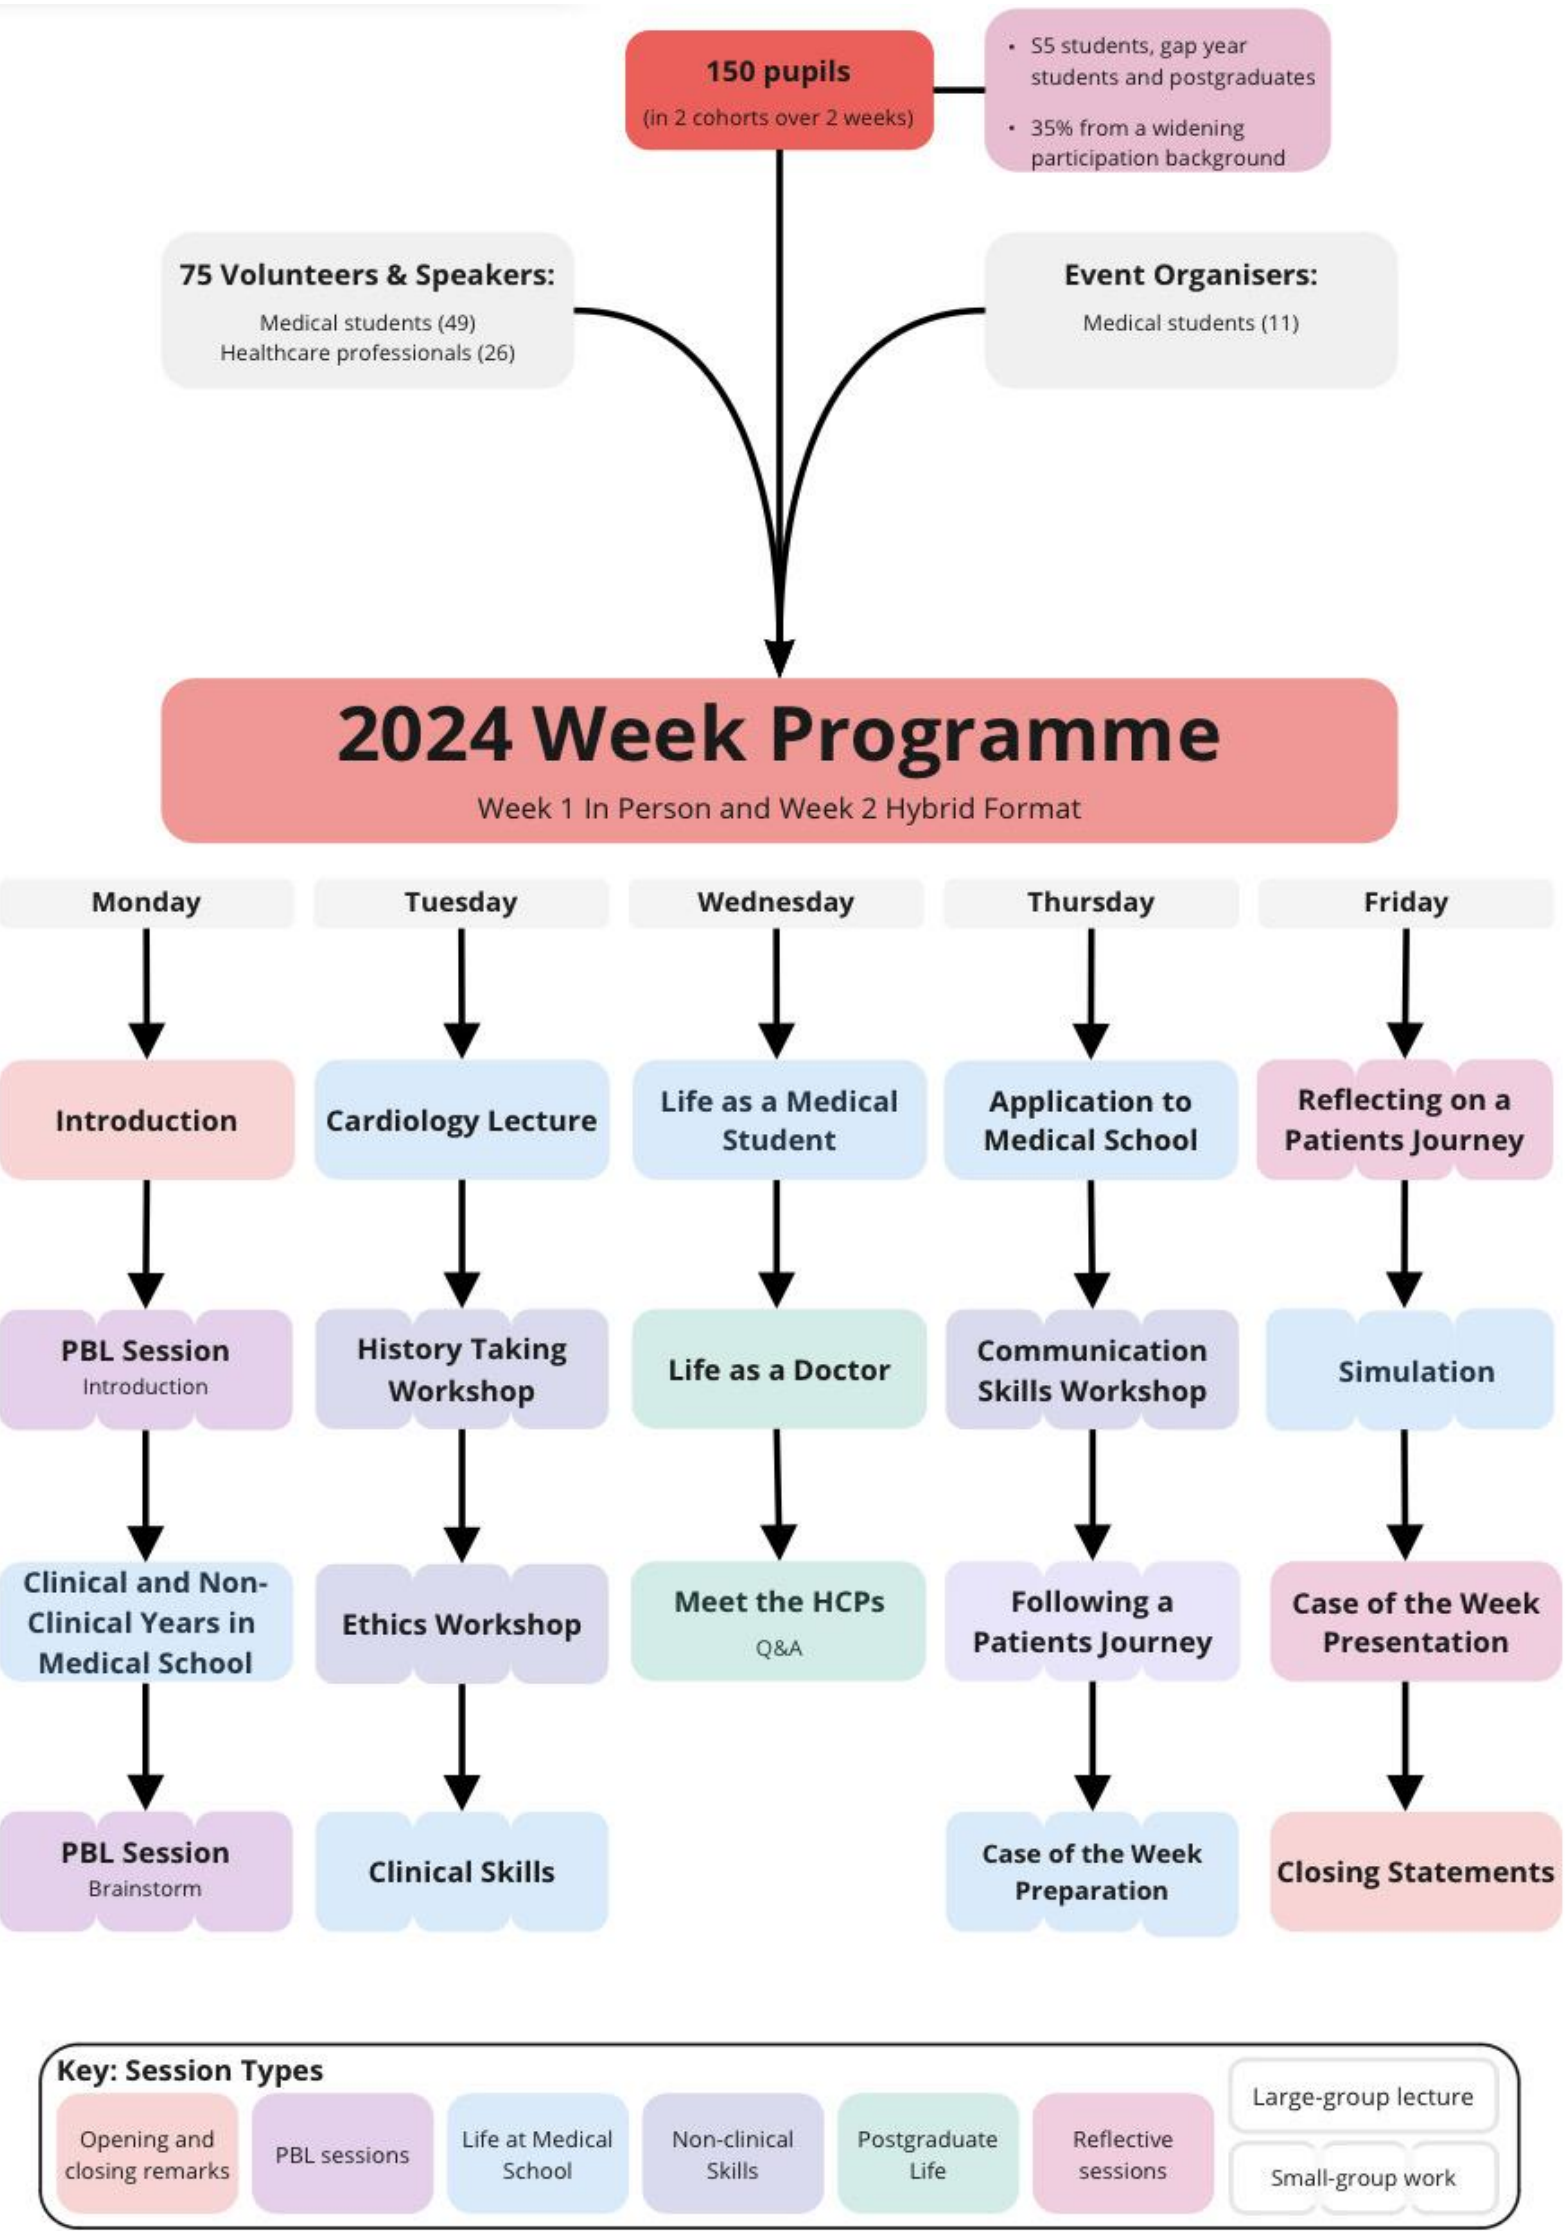 150 pupils
(in 2 cohorts over 2 weeks)
• S5 students, gap year
students and postgraduates
• 35% from a widening
participation background
75 Volunteers & Speakers:
Medical students (49)
Healthcare professionals (26)
Event Organisers:
Medical students (11)
2024 Week Programme
Week 1 In Person and Week 2 Hybrid Format
Monday
Introduction
PBL Session
Introduction
Clinical and Non-
Clinical Years in
Medical School
PBL Session
Brainstorm
Tuesday
Cardiology Lecture
History Taking
Workshop
Ethics Workshop
Clinical Skills
Wednesday
Life as a Medical
Student
Life as a Doctor
Meet the HCPs
Q&A
Thursday
Application to
Medical School
Communication
Skills Workshop
Following a
Patients Journey
Case of the Week
Preparation
Friday
Reflecting on a
Patients Journey
Simulation
Case of the Week
Presentation
Closing Statements
Key: Session Types
Opening and
closing remarks
PBL sessions
Life at Medical
School
Non-clinical
Skills
Postgraduate
Life
Reflective
sessions
Large-group lecture
Small-group work